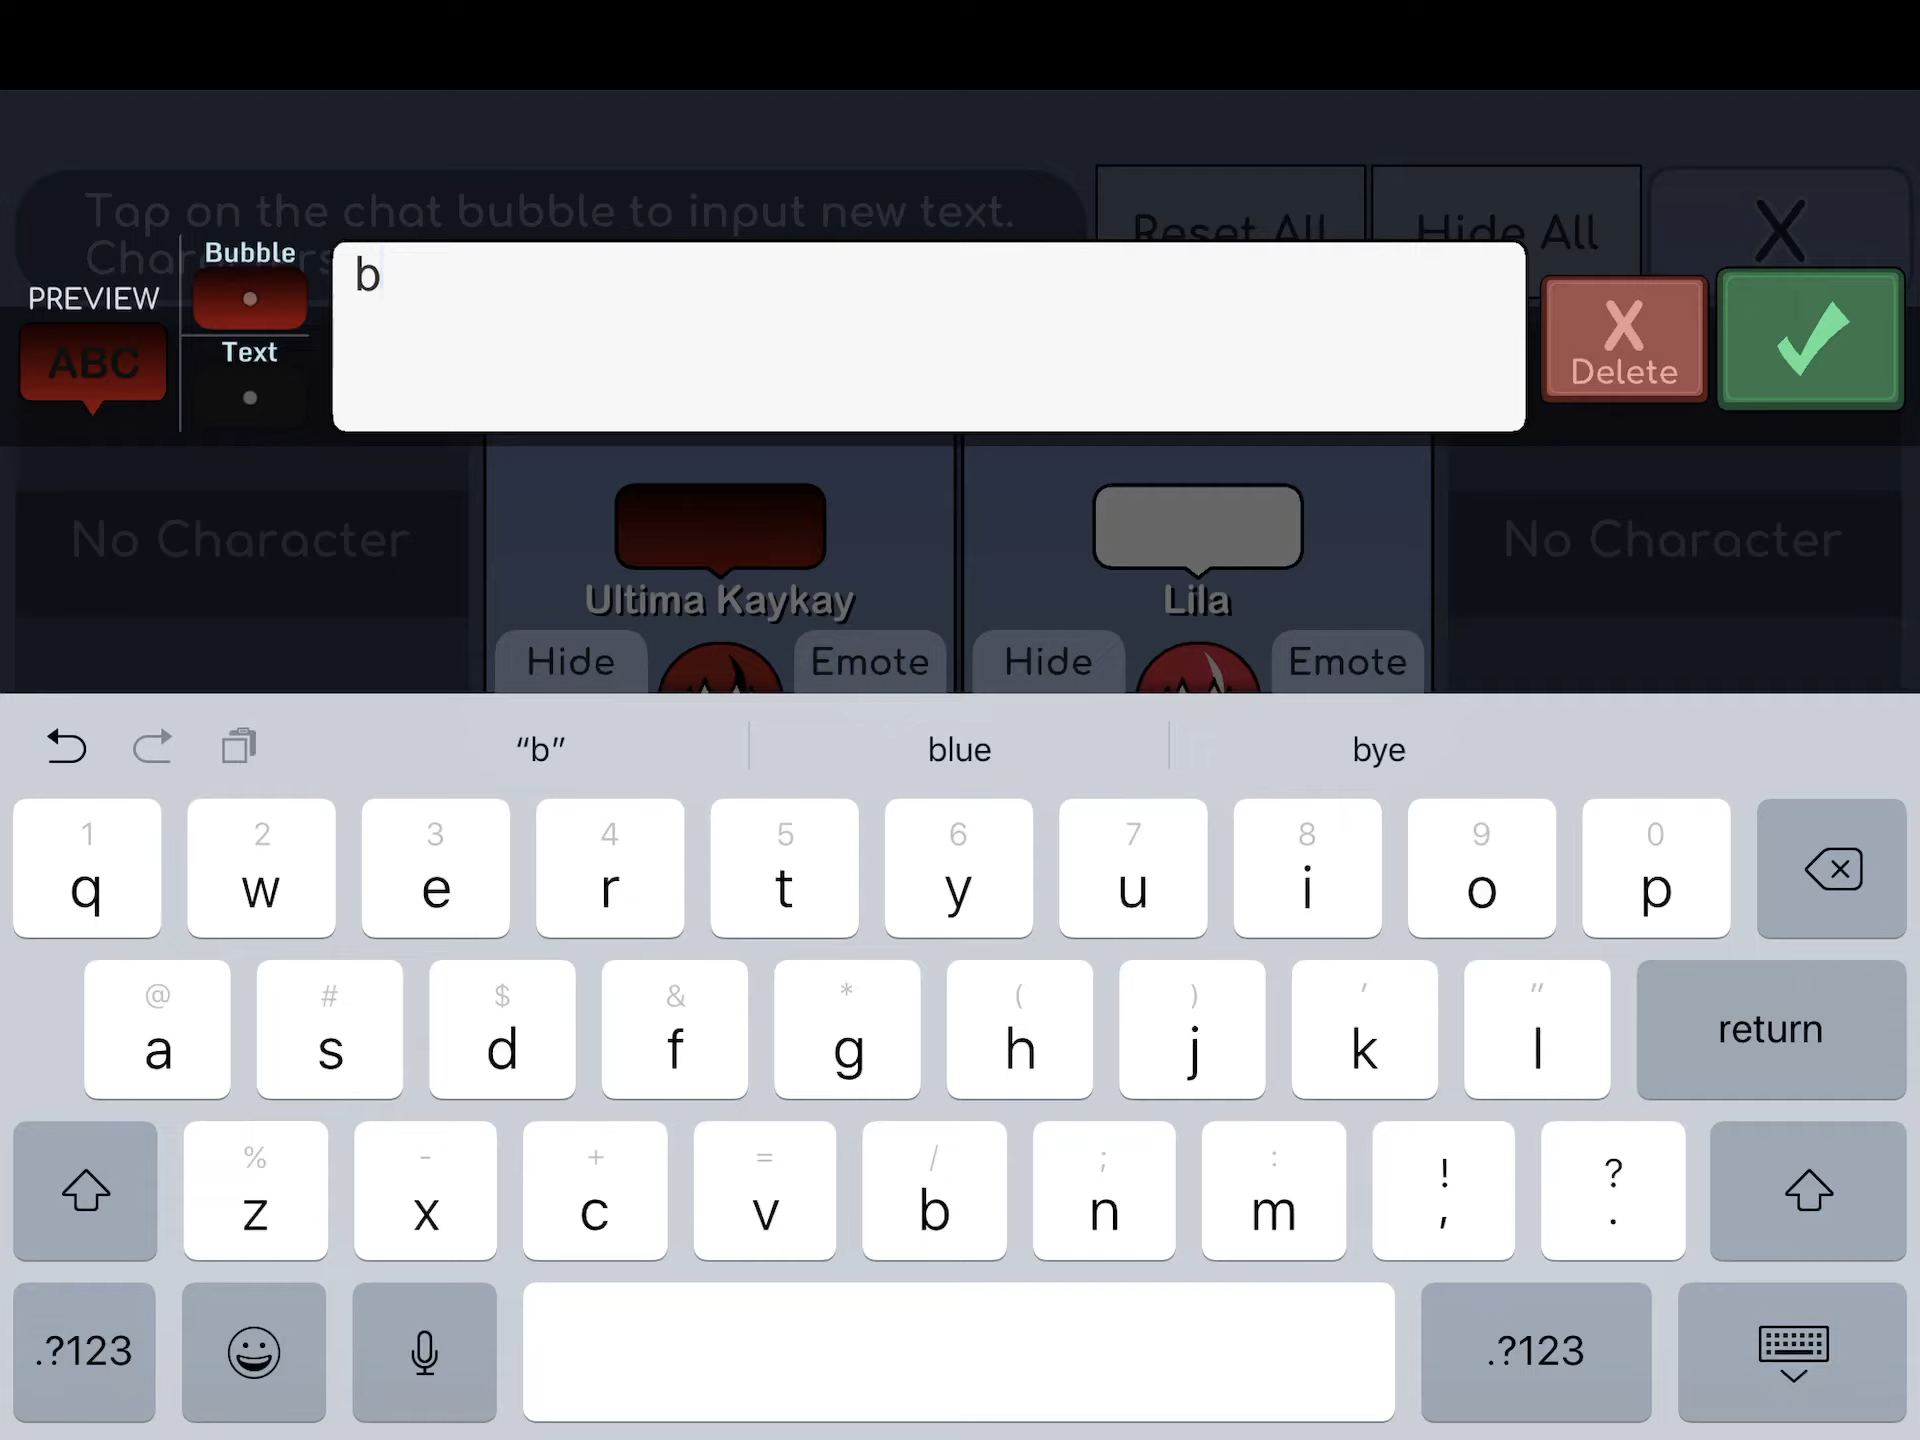 Tap on the chat bubble to input new text.
Characters
Reset All
Hide All
X
Bubble
PREVIEW
ABC
Text
b
X
Delete
No Character
Ultima Kaykay
Hide
Emote
Lila
Hide
Emote
No Character
“b”
blue
bye
1 2 3 4 5 6 7 8 9 0
q w e r t y u i o p
@ # $ & * ( ) ' "
a s d f g h j k l
return
% - + = / ; : ! ?
z x c v b n m , .
.?123
.?123